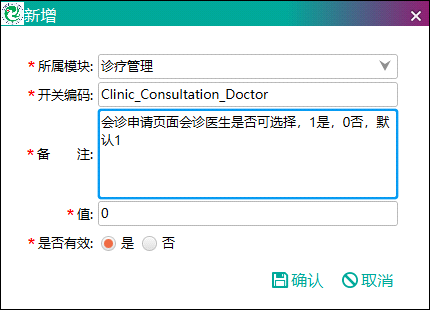 新增
*所属模块: 诊疗管理
*开关编码: Clinic_Consultation_Doctor
*备 注: 会诊申请页面会诊医生是否可选择，1是，0否，默
认1
*值: 0
*是否有效: 是 否
确认 取消